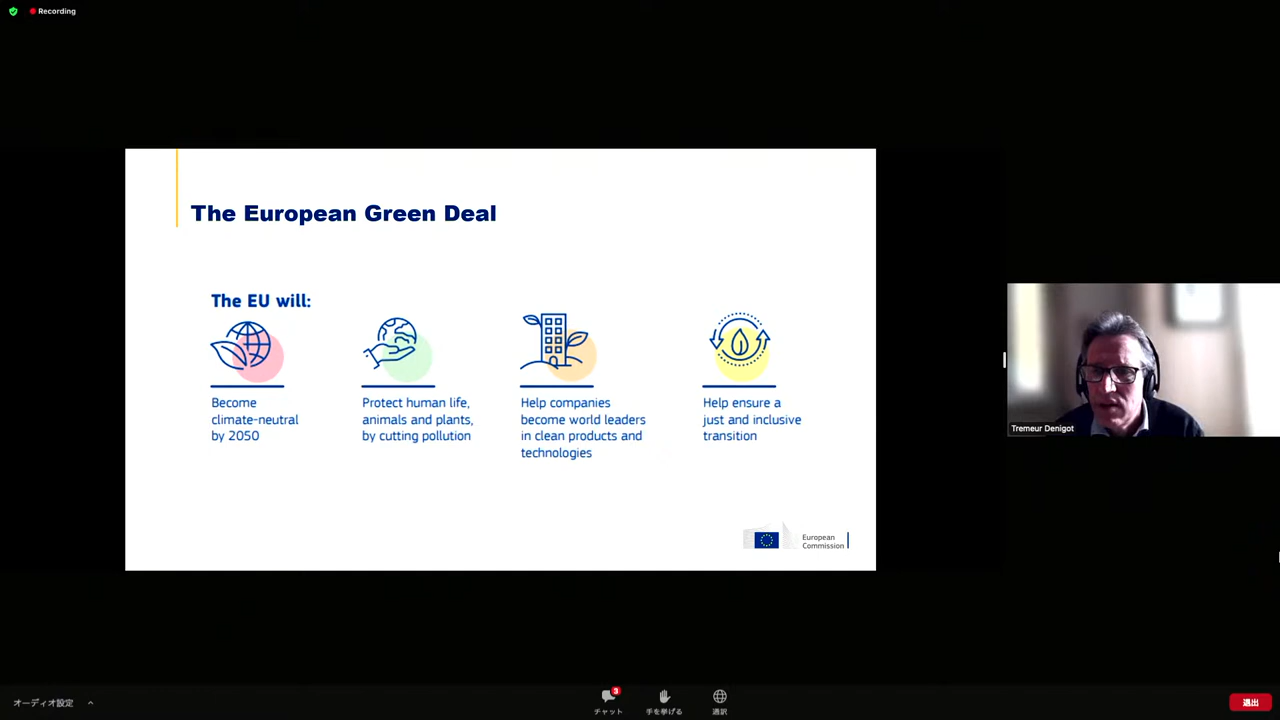 Recording
The European Green Deal
The EU will:
Become
climate-neutral
by 2050
Protect human life,
animals and plants,
by cutting pollution
Help companies
become world leaders
in clean products and
technologies
Help ensure a
just and inclusive
transition
European
Commission
Tremeur Denigot
オーディオ設定
3
チャット
手を挙げる
通訳
退出